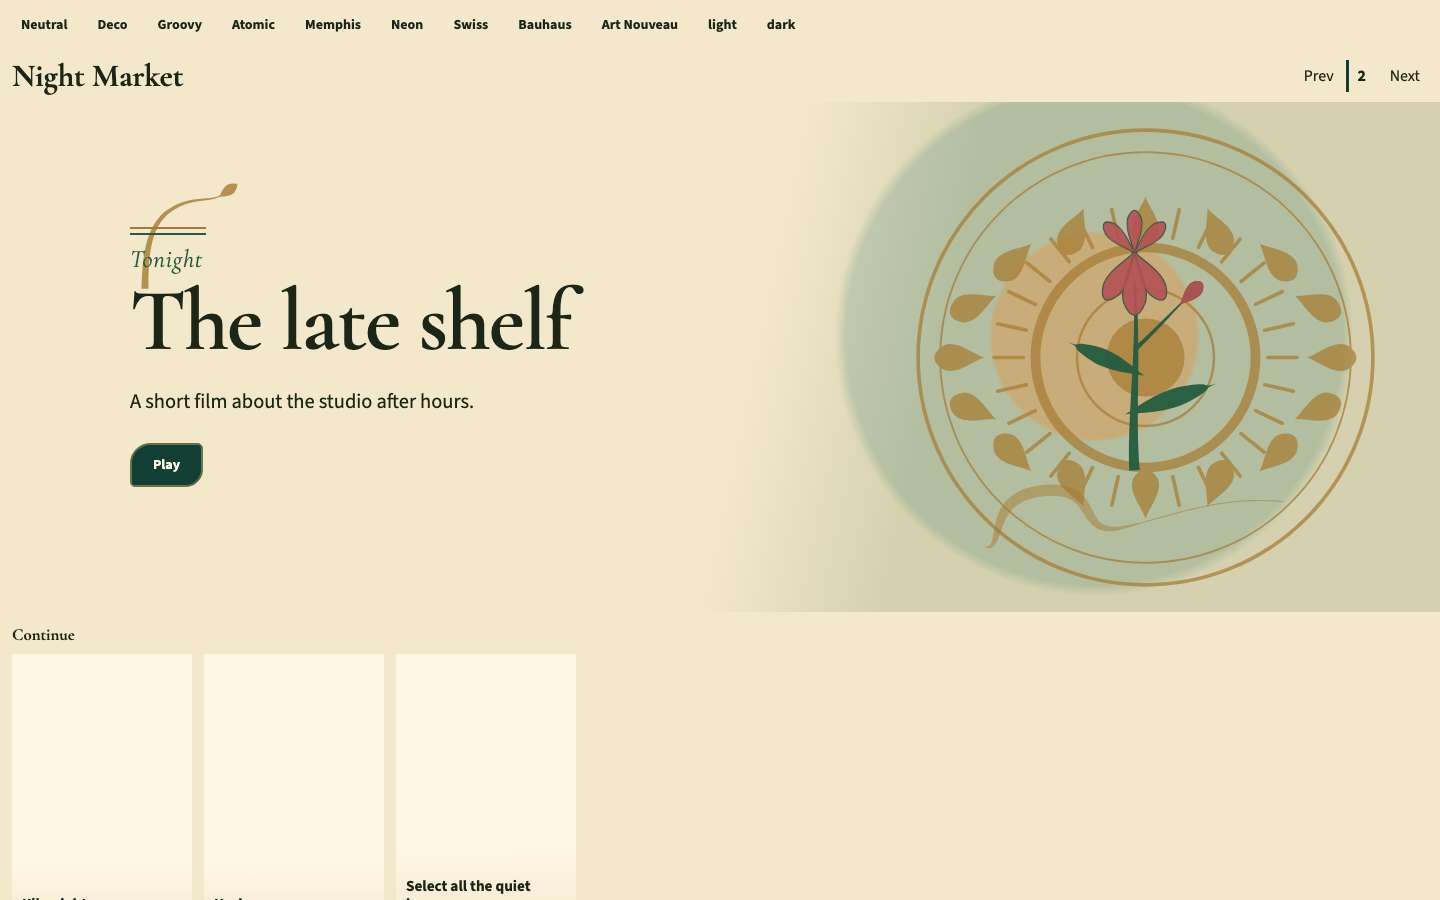 Neutral Deco Groovy Atomic Memphis Neon Swiss Bauhaus Art Nouveau light dark
Night Market
Prev 2 Next
Tonight
The late shelf
A short film about the studio after hours.
Play
Continue
Select all the quiet